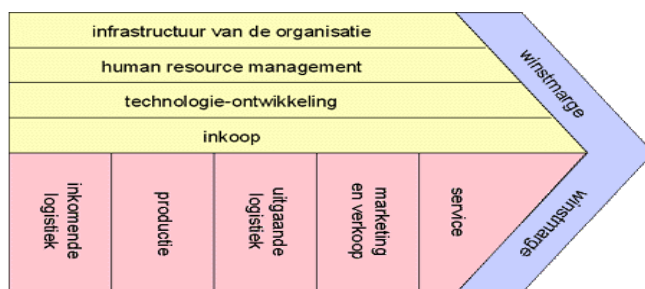 infrastructuur van de organisatie
human resource management
technologie-ontwikkeling
inkoop
winstmarge
inkomende
logistiek
productie
uitgaande
logistiek
marketing
en verkoop
service
winstmarge